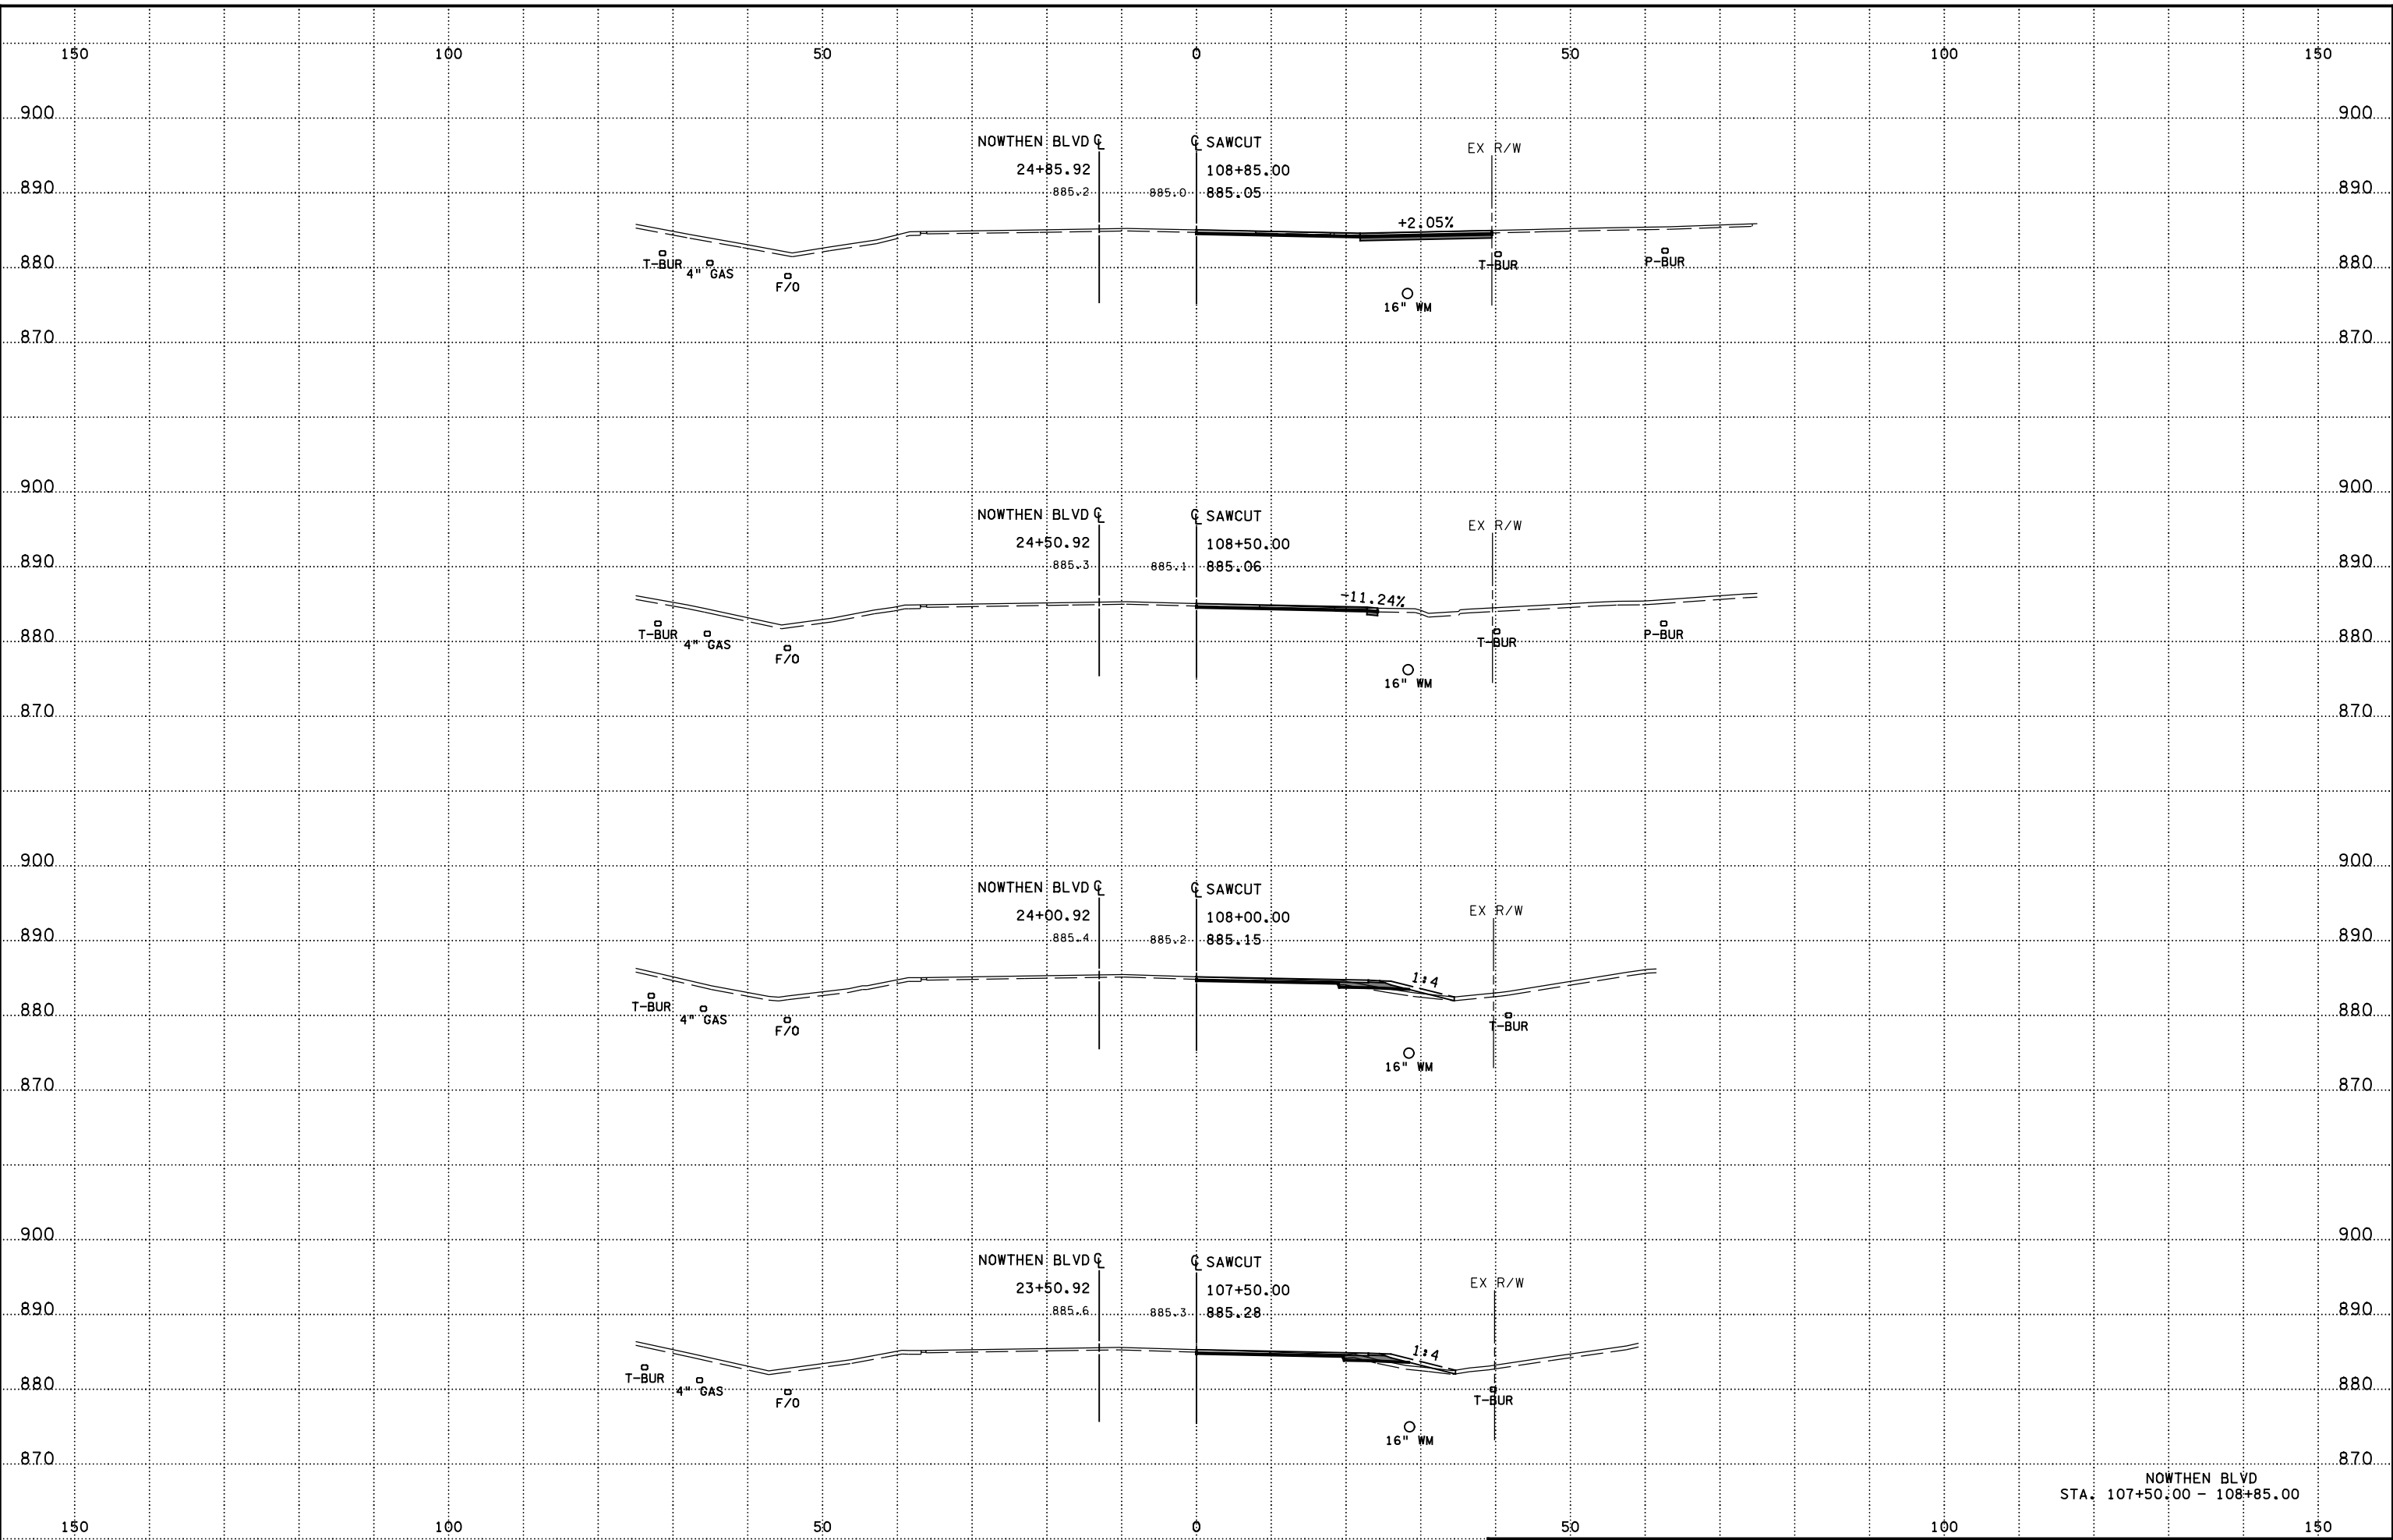 150 100 50 0 50 100 150
900 900
NOWTHEN BLVD ℄ ℄ SAWCUT EX R/W
24+85.92 108+85.00
890 885.2 885.0 885.05 890
+2.05%
880 T-BUR 4" GAS F/O T-BUR P-BUR 880
16" WM
870 870
900 900
NOWTHEN BLVD ℄ ℄ SAWCUT EX R/W
24+50.92 108+50.00
890 885.3 885.1 885.06 890
-11.24%
880 T-BUR 4" GAS F/O T-BUR P-BUR 880
16" WM
870 870
900 900
NOWTHEN BLVD ℄ ℄ SAWCUT EX R/W
24+00.92 108+00.00
890 885.4 885.2 885.15 890
1:4
880 T-BUR 4" GAS F/O T-BUR 880
16" WM
870 870
900 900
NOWTHEN BLVD ℄ ℄ SAWCUT EX R/W
23+50.92 107+50.00
890 885.6 885.3 885.28 890
1:4
880 T-BUR 4" GAS F/O T-BUR 880
16" WM
870 870
NOWTHEN BLVD
STA. 107+50.00 - 108+85.00
150 100 50 0 50 100 150